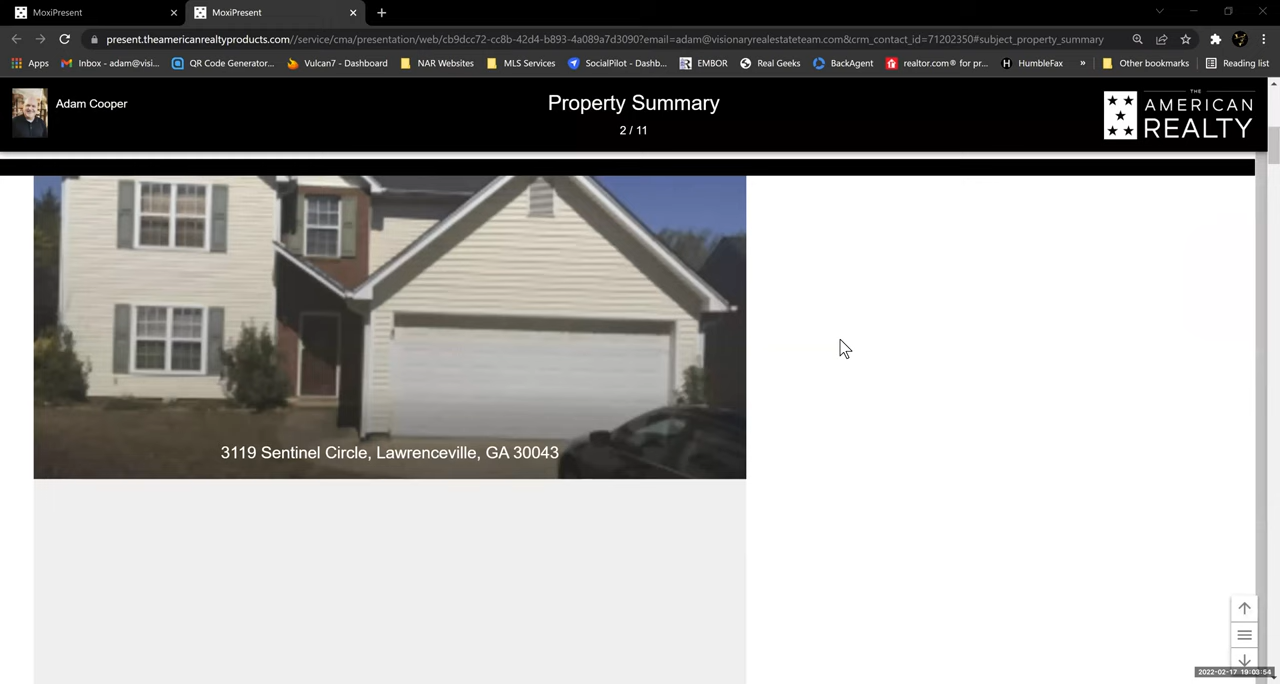 MoxiPresent
MoxiPresent
present.theamericanrealtyproducts.com//service/cma/presentation/web/cb9dcc72-cc8b-42d4-b893-4a089a7d3090?email=adam@visionaryrealestateteam.com&crm_contact_id=71202350#subject_property_summary
Apps Inbox - adam@visi... QR Code Generator... Vulcan7 - Dashboard NAR Websites MLS Services SocialPilot - Dashb... EMBOR Real Geeks BackAgent realtor.com® for pr... HumbleFax » Other bookmarks Reading list
Adam Cooper
Property Summary
2 / 11
THE
AMERICAN
REALTY
3119 Sentinel Circle, Lawrenceville, GA 30043
2022-02-17 19:03:54